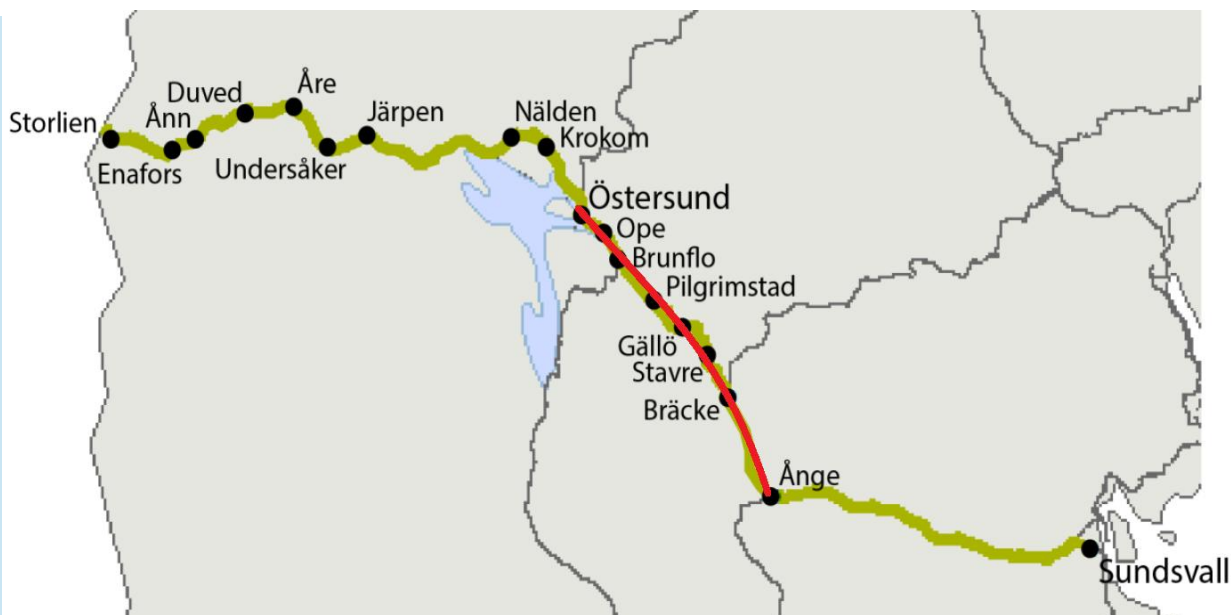 Storlien
Enafors
Ånn
Duved
Åre
Undersåker
Järpen
Nälden
Krokom
Östersund
Ope
Brunflo
Pilgrimstad
Gällö
Stavre
Bräcke
Ånge
Sundsvall